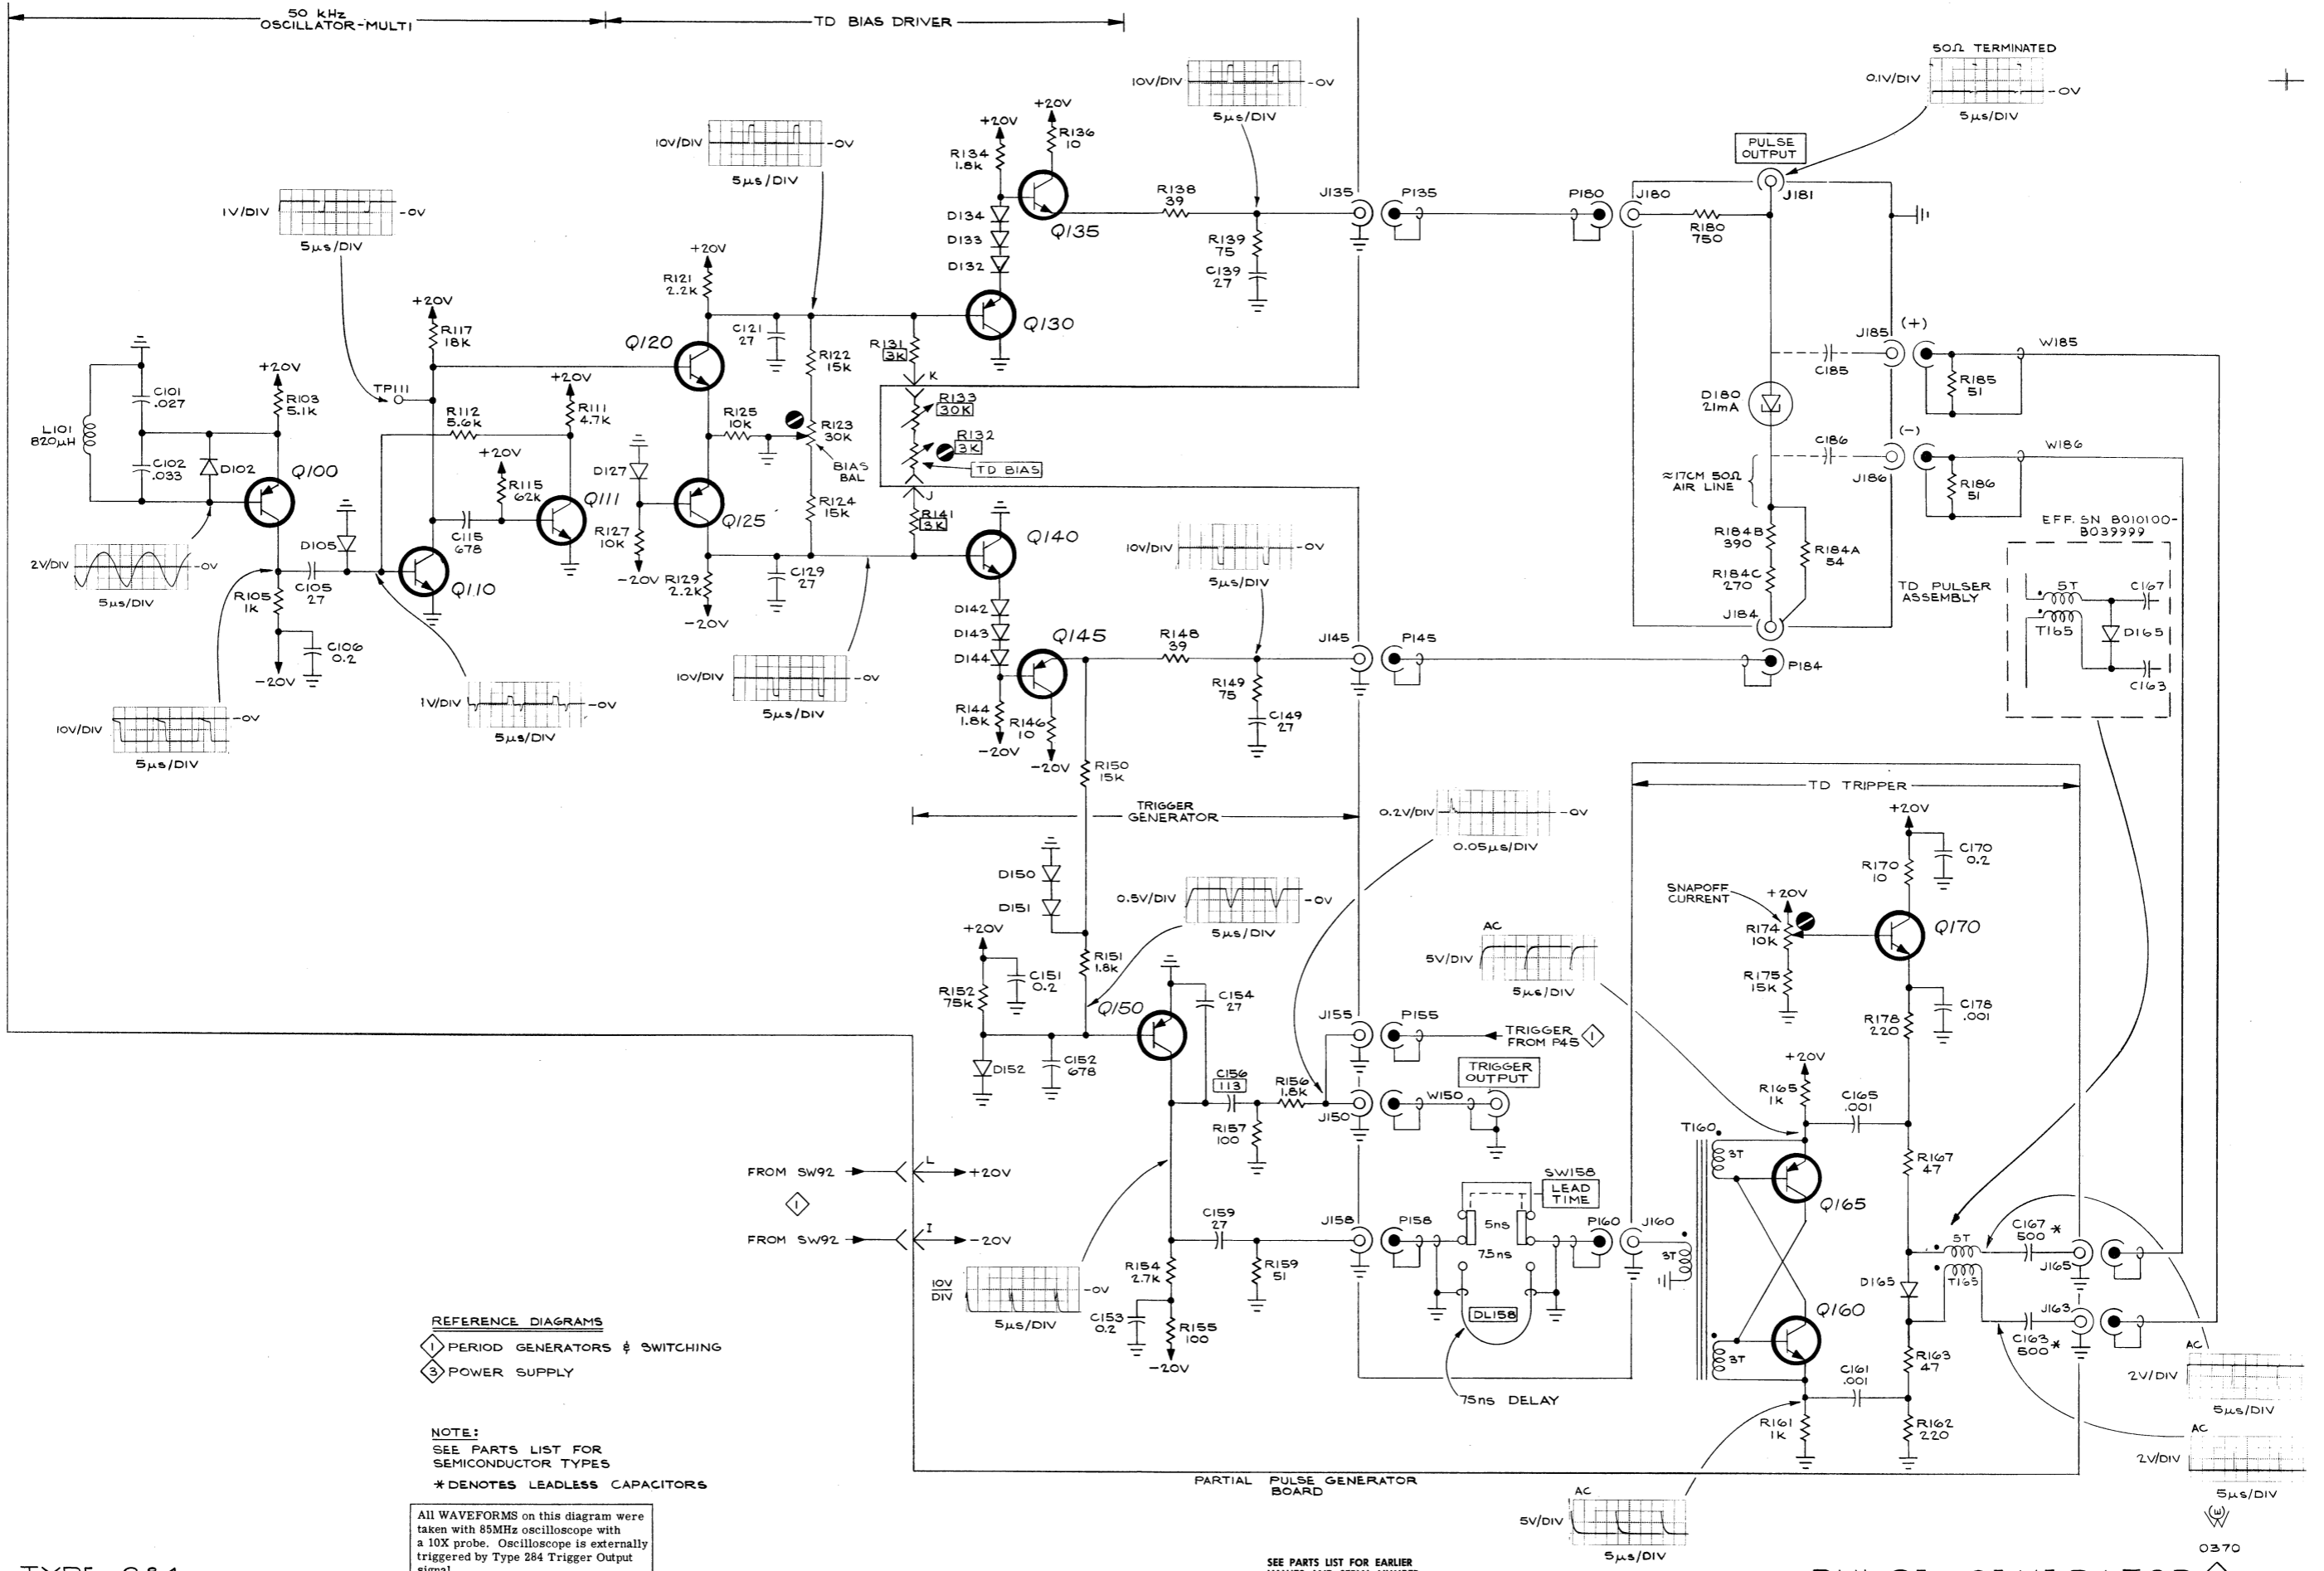 50 kHz
OSCILLATOR-MULTI
TD BIAS DRIVER
50Ω TERMINATED
0.1V/DIV
-0V
5µs/DIV
10V/DIV
-0V
5µs/DIV
10V/DIV
-0V
5µs/DIV
1V/DIV
-0V
5µs/DIV
+20V
R134
1.8K
+20V
R136
10
D134
D133
D132
Q135
R138
39
R139
75
C139
27
J135
P135
P180
J180
R180
750
PULSE
OUTPUT
J181
+20V
R121
2.2K
Q120
C121
27
R122
15K
R131
3K
Q130
K
R133
30K
R132
3K
TD BIAS
J
R141
3K
R125
10K
R123
30K
BIAS
BAL
D127
Q125
R127
10K
-20V
R124
15K
R129
2.2K
-20V
C129
27
+20V
R117
18K
TP111
R112
5.6K
+20V
R111
4.7K
+20V
R115
62K
Q111
C115
678
Q110
L101
820µH
C101
.027
C102
.033
D102
+20V
R103
5.1K
Q100
D105
C105
27
R105
1K
C106
0.2
-20V
2V/DIV
-0V
5µs/DIV
10V/DIV
-0V
5µs/DIV
1V/DIV
-0V
5µs/DIV
10V/DIV
-0V
5µs/DIV
Q140
D142
D143
D144
Q145
R144
1.8K
-20V
R146
10
-20V
R148
39
R149
75
C149
27
10V/DIV
-0V
5µs/DIV
J145
P145
P184
D180
21mA
C185
J185
(+)
W185
R185
51
C186
J186
(-)
W186
R186
51
≈17CM 50Ω
AIR LINE
R184B
390
R184C
270
R184A
54
J184
TD PULSER
ASSEMBLY
EFF. SN B010100-
B039999
5T
T165
C167
D165
C163
R150
15K
TRIGGER
GENERATOR
D150
D151
R151
1.8K
0.5V/DIV
-0V
5µs/DIV
0.2V/DIV
-0V
0.05µs/DIV
+20V
C151
0.2
R152
75K
D152
C152
678
Q150
C154
27
C156
113
R156
1.8K
R157
100
J155
P155
TRIGGER
FROM P45
1
J150
W150
TRIGGER
OUTPUT
C159
27
R159
51
J158
P158
SW158
LEAD
TIME
5ns
75ns
DL158
75ns DELAY
P160
J160
R154
2.7K
C153
0.2
R155
100
-20V
10V
DIV
-0V
5µs/DIV
FROM SW92
L
+20V
1
FROM SW92
I
-20V
TD TRIPPER
+20V
C170
0.2
R170
10
SNAPOFF
CURRENT
+20V
R174
10K
R175
15K
Q170
C178
.001
R178
220
AC
5V/DIV
5µs/DIV
+20V
R165
1K
C165
.001
T160
3T
3T
3T
Q165
Q160
R167
47
D165
5T
T165
C167
500*
J165
J163
C163
500*
R163
47
C161
.001
R161
1K
R162
220
AC
2V/DIV
5µs/DIV
AC
2V/DIV
5µs/DIV
AC
5V/DIV
5µs/DIV
PARTIAL PULSE GENERATOR
BOARD
REFERENCE DIAGRAMS
1 PERIOD GENERATORS & SWITCHING
3 POWER SUPPLY
NOTE:
SEE PARTS LIST FOR
SEMICONDUCTOR TYPES
*DENOTES LEADLESS CAPACITORS
All WAVEFORMS on this diagram were
taken with 85MHz oscilloscope with
a 10X probe. Oscilloscope is externally
triggered by Type 284 Trigger Output
signal
SEE PARTS LIST FOR EARLIER
0370